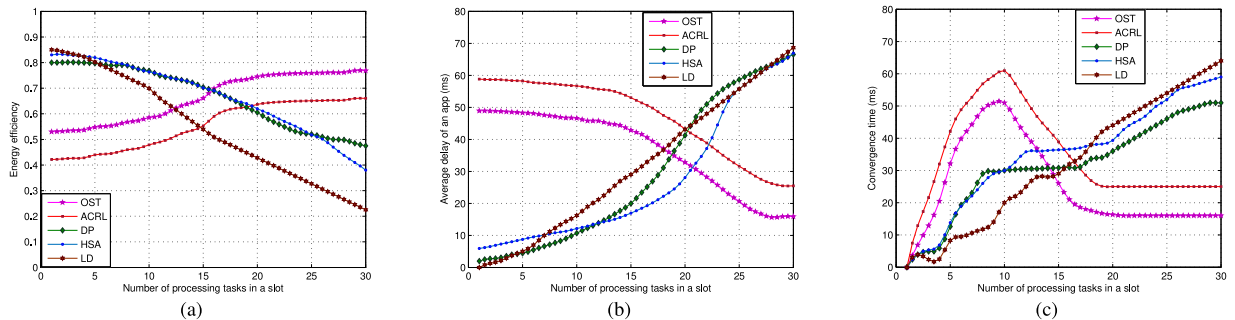 Energy efficiency
1
0.9
0.8
0.7
0.6
0.5
0.4
0.3
0.2
0.1
0
0 5 10 15 20 25 30
OST
ACRL
DP
HSA
LD
Number of processing tasks in a slot
(a)
Average delay of an app (ms)
80
70
60
50
40
30
20
10
0
0 5 10 15 20 25 30
OST
ACRL
DP
HSA
LD
Number of processing tasks in a slot
(b)
Convergence time (ms)
80
70
60
50
40
30
20
10
0
0 5 10 15 20 25 30
OST
ACRL
DP
HSA
LD
Number of processing tasks in a slot
(c)